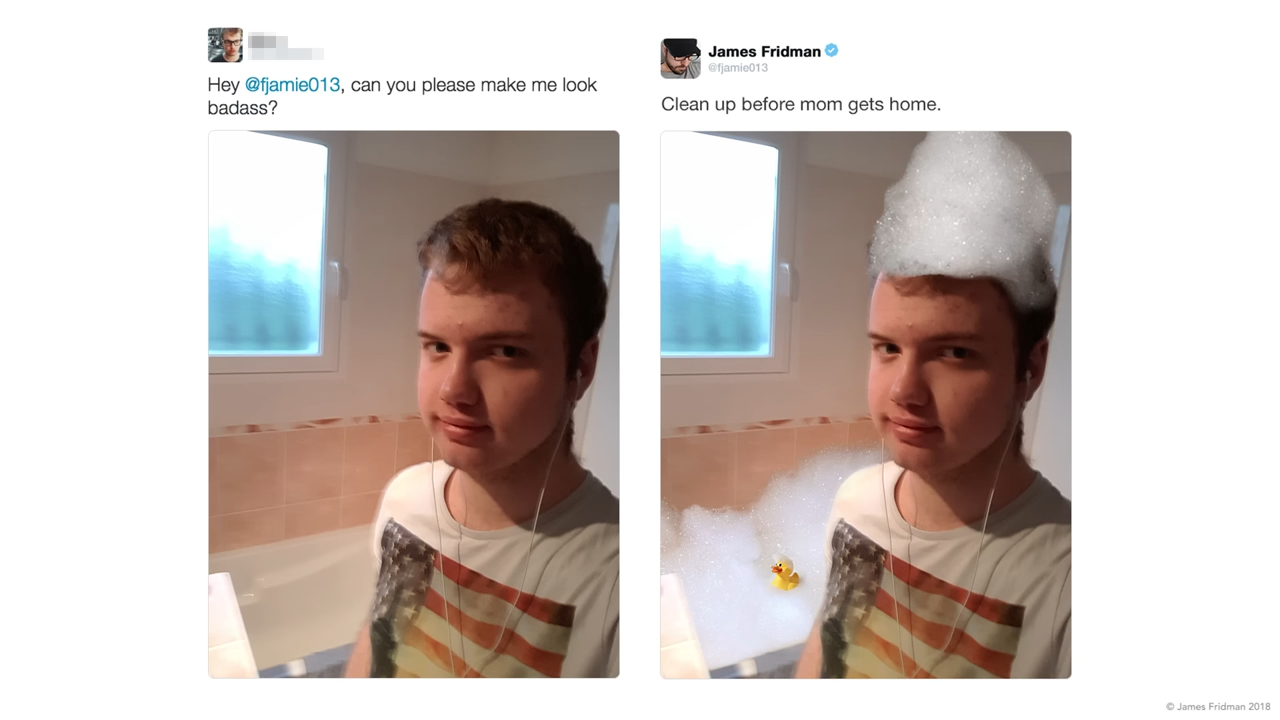 Hey @fjamie013, can you please make me look
badass?
James Fridman
@fjamie013
Clean up before mom gets home.
© James Fridman 2018